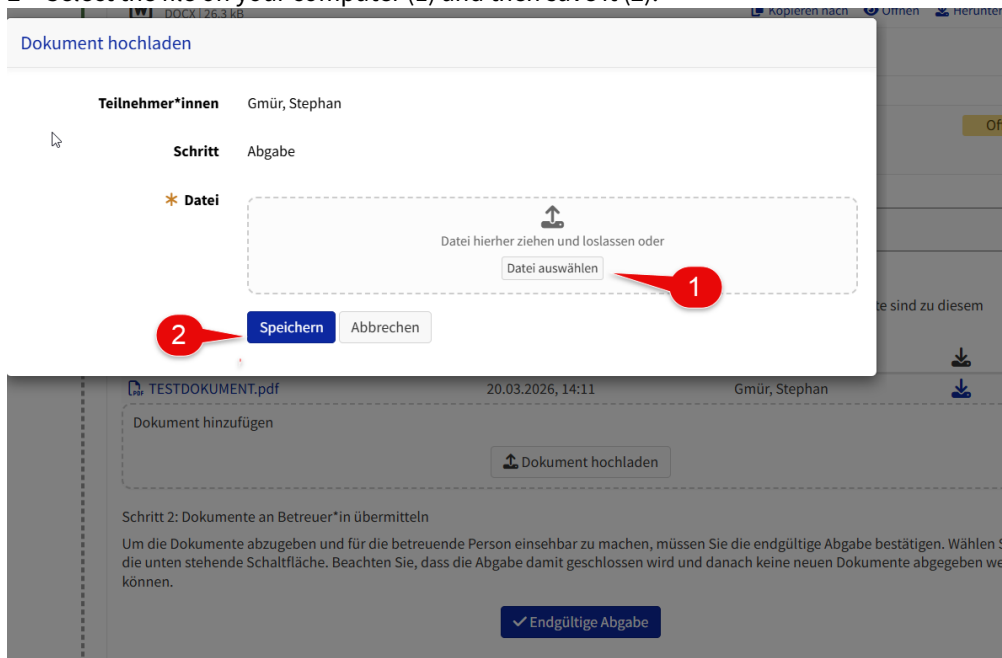 DOCX | 26.3 kB
Kopieren nach Öffnen
Dokument hochladen
Teilnehmer*innen Gmür, Stephan
Schritt Abgabe
* Datei
Datei hierher ziehen und loslassen oder
Datei auswählen
1
te sind zu diesem
2
Speichern Abbrechen
TESTDOKUMENT.pdf 20.03.2026, 14:11 Gmür, Stephan
Dokument hinzufügen
Dokument hochladen
Schritt 2: Dokumente an Betreuer*in übermitteln
Um die Dokumente abzugeben und für die betreuende Person einsehbar zu machen, müssen Sie die endgültige Abgabe bestätigen. Wählen S
die unten stehende Schaltfläche. Beachten Sie, dass die Abgabe damit geschlossen wird und danach keine neuen Dokumente abgegeben we
können.
Endgültige Abgabe